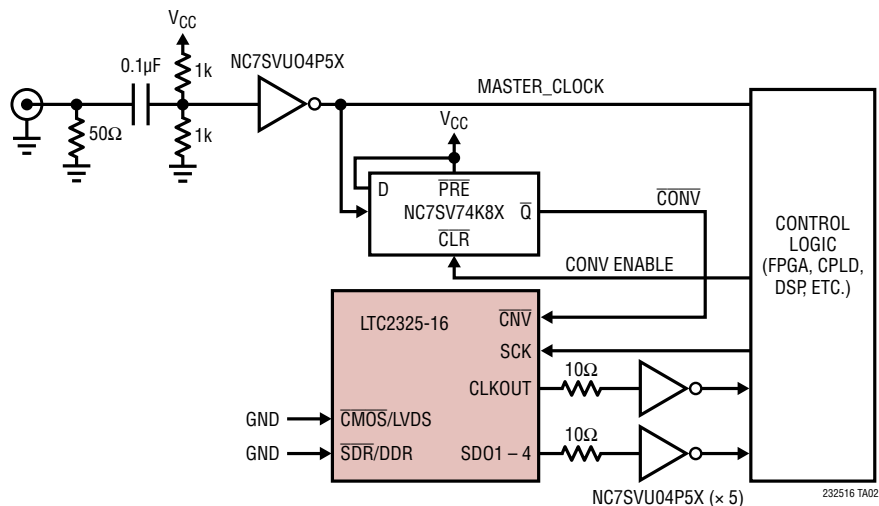 VCC
0.1µF
1k
NC7SVU04P5X
MASTER_CLOCK
50Ω
1k
VCC
D
PRE
NC7SV74K8X
Q
CLR
CONV
CONV ENABLE
CONTROL
LOGIC
(FPGA, CPLD,
DSP, ETC.)
LTC2325-16
CNV
SCK
CLKOUT
10Ω
GND
CMOS/LVDS
GND
SDR/DDR
SDO1 – 4
10Ω
NC7SVU04P5X (× 5)
232516 TA02